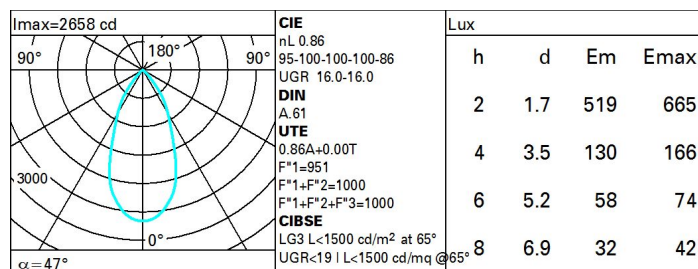 Imax=2658 cd
90°
180°
90°
3000
0°
α=47°
CIE
nL 0.86
95-100-100-100-86
UGR 16.0-16.0
DIN
A.61
UTE
0.86A+0.00T
F"1=951
F"1+F"2=1000
F"1+F"2+F"3=1000
CIBSE
LG3 L<1500 cd/m² at 65°
UGR<19 | L<1500 cd/mq @65°
Lux
h d Em Emax
2 1.7 519 665
4 3.5 130 166
6 5.2 58 74
8 6.9 32 42